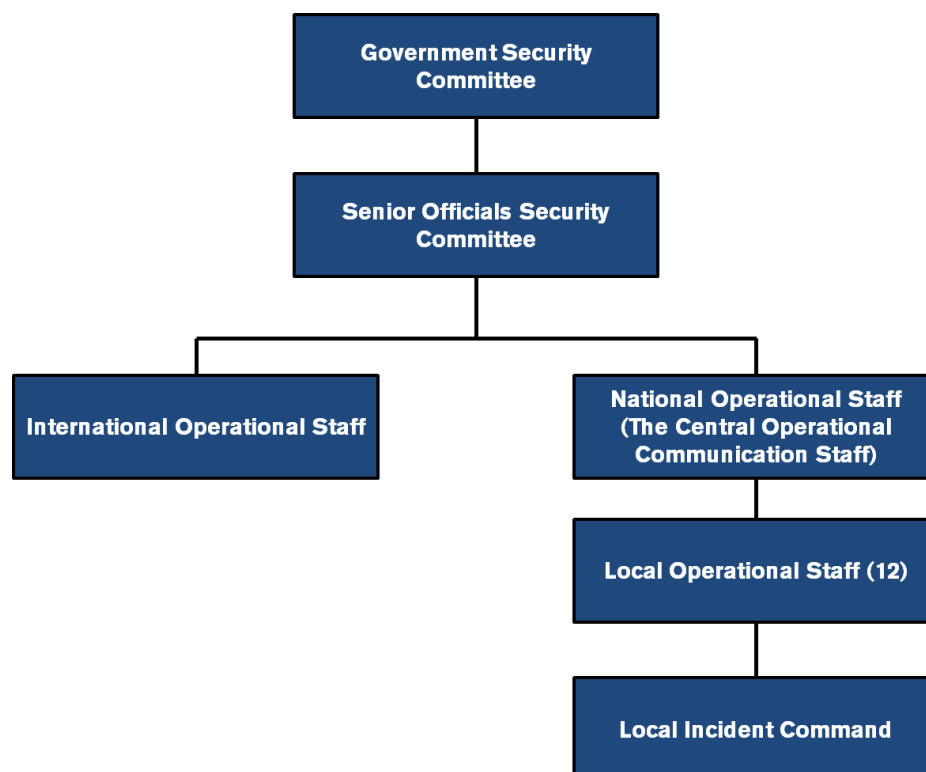 Government Security
Committee
Senior Officials Security
Committee
International Operational Staff
National Operational Staff
(The Central Operational
Communication Staff)
Local Operational Staff (12)
Local Incident Command